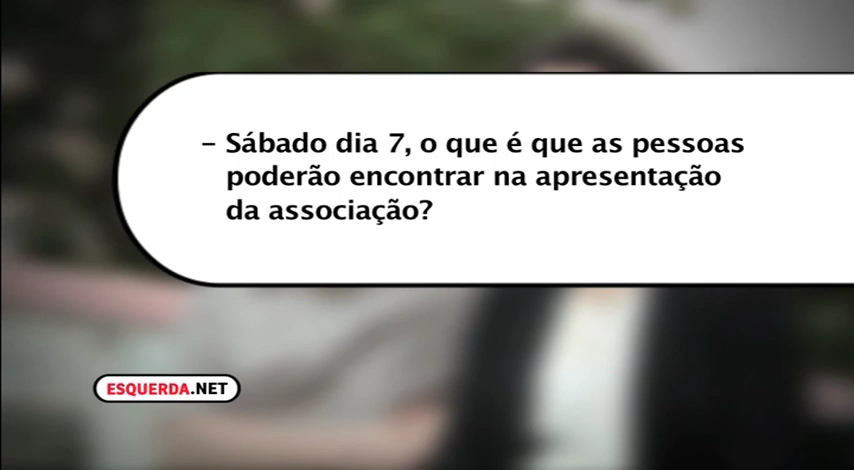 - Sábado dia 7, o que é que as pessoas
poderão encontrar na apresentação
da associação?
ESQUERDA.NET